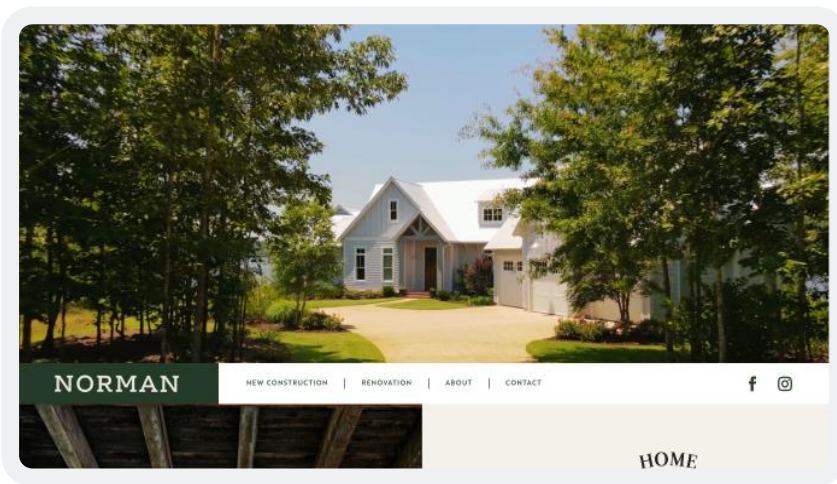 NORMAN
NEW CONSTRUCTION | RENOVATION | ABOUT | CONTACT
HOME